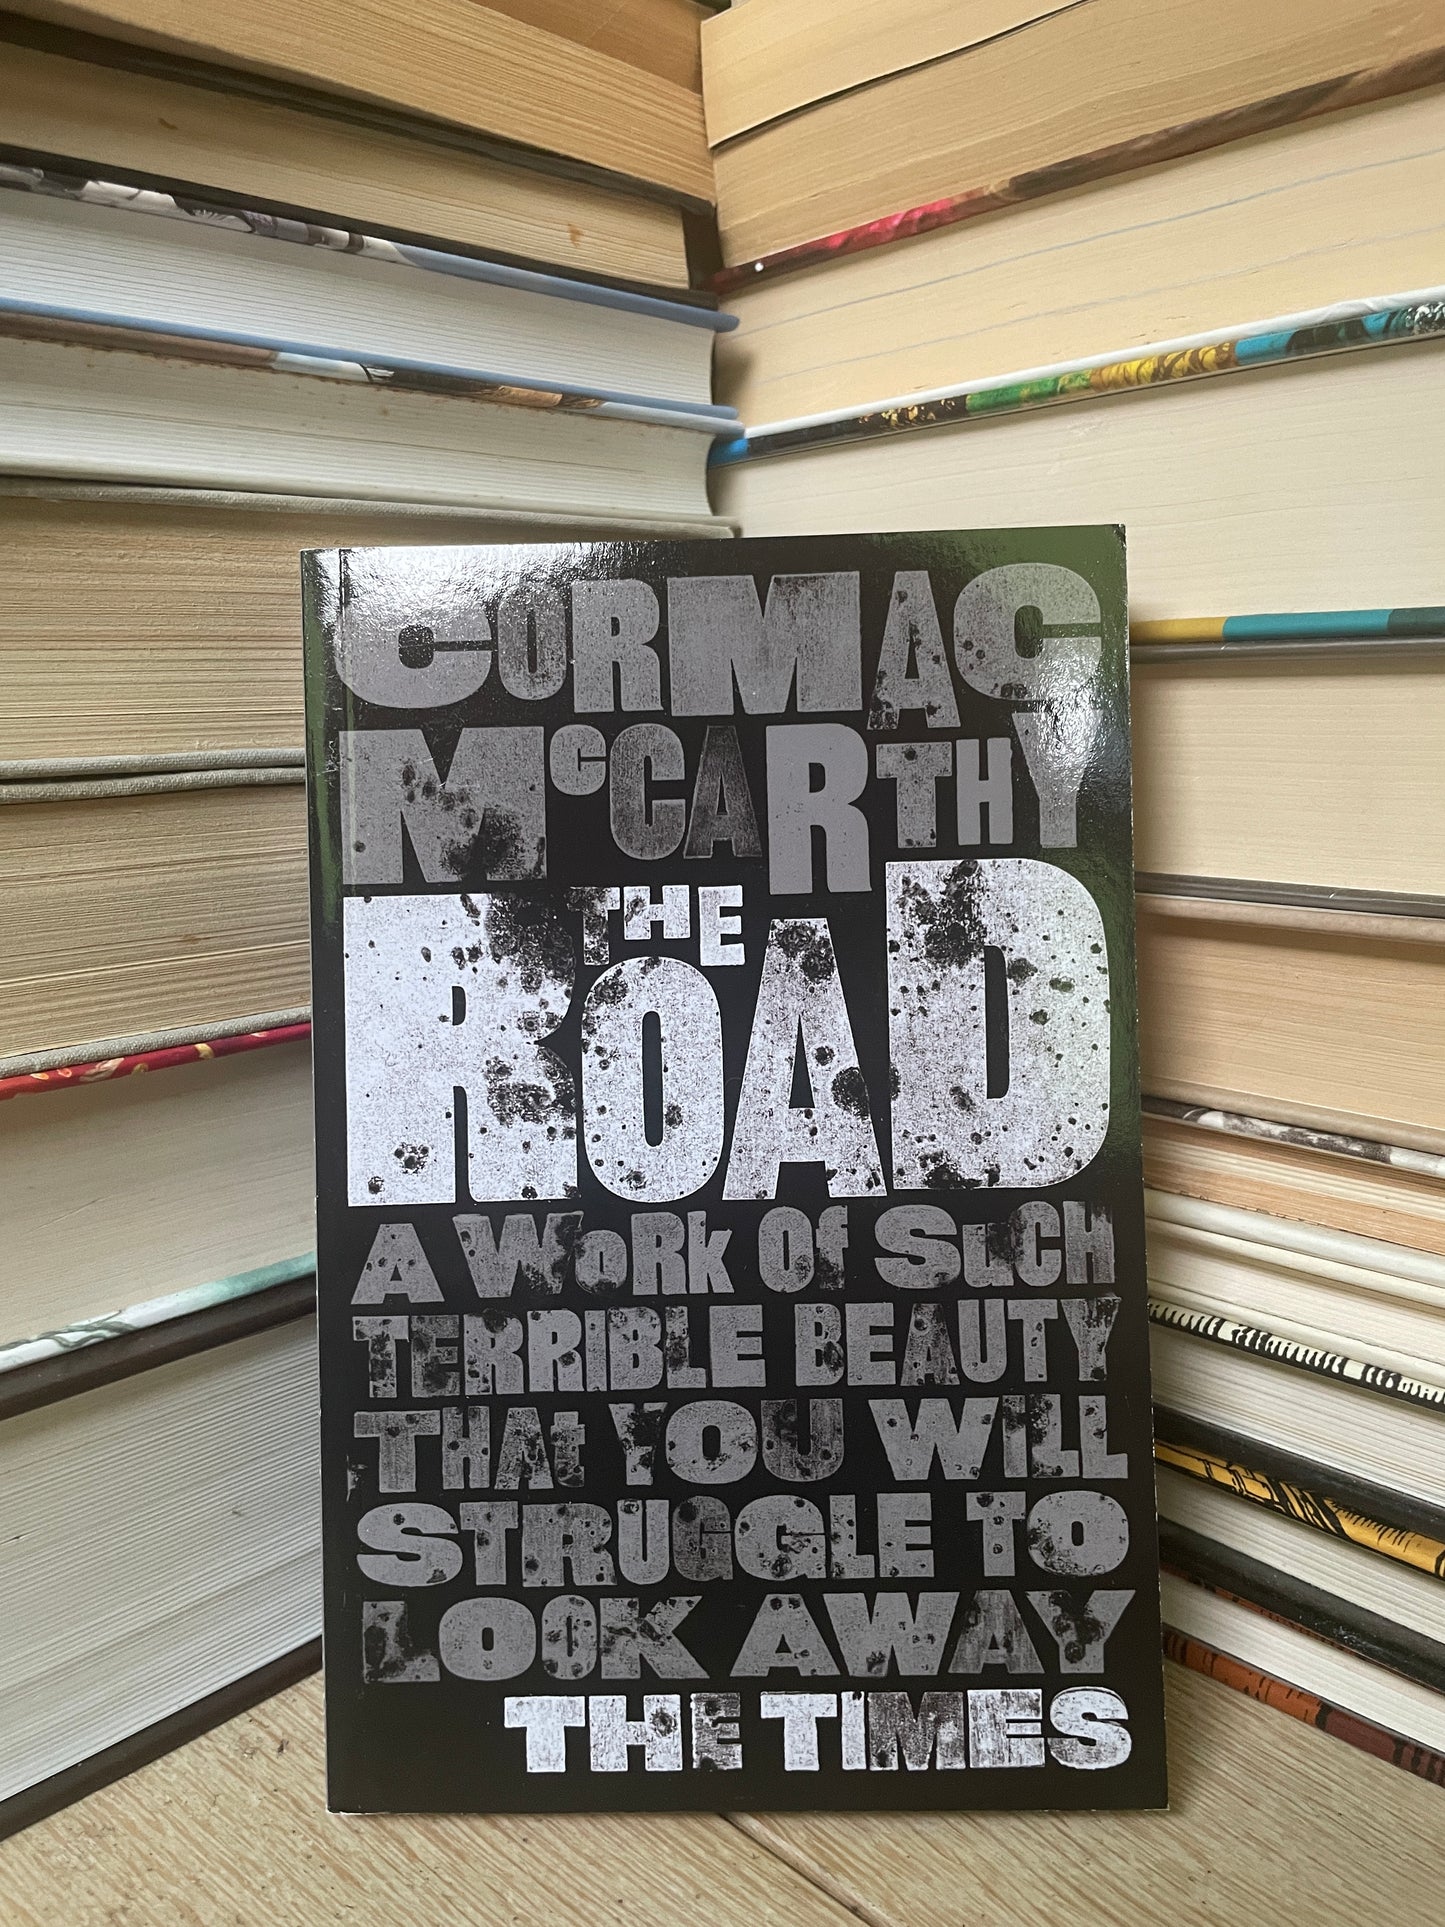 CORMAC
McCARTHY
THE
ROAD
A WORK OF SUCH
TERRIBLE BEAUTY
THAT YOU WILL
STRUGGLE TO
LOOK AWAY
THE TIMES